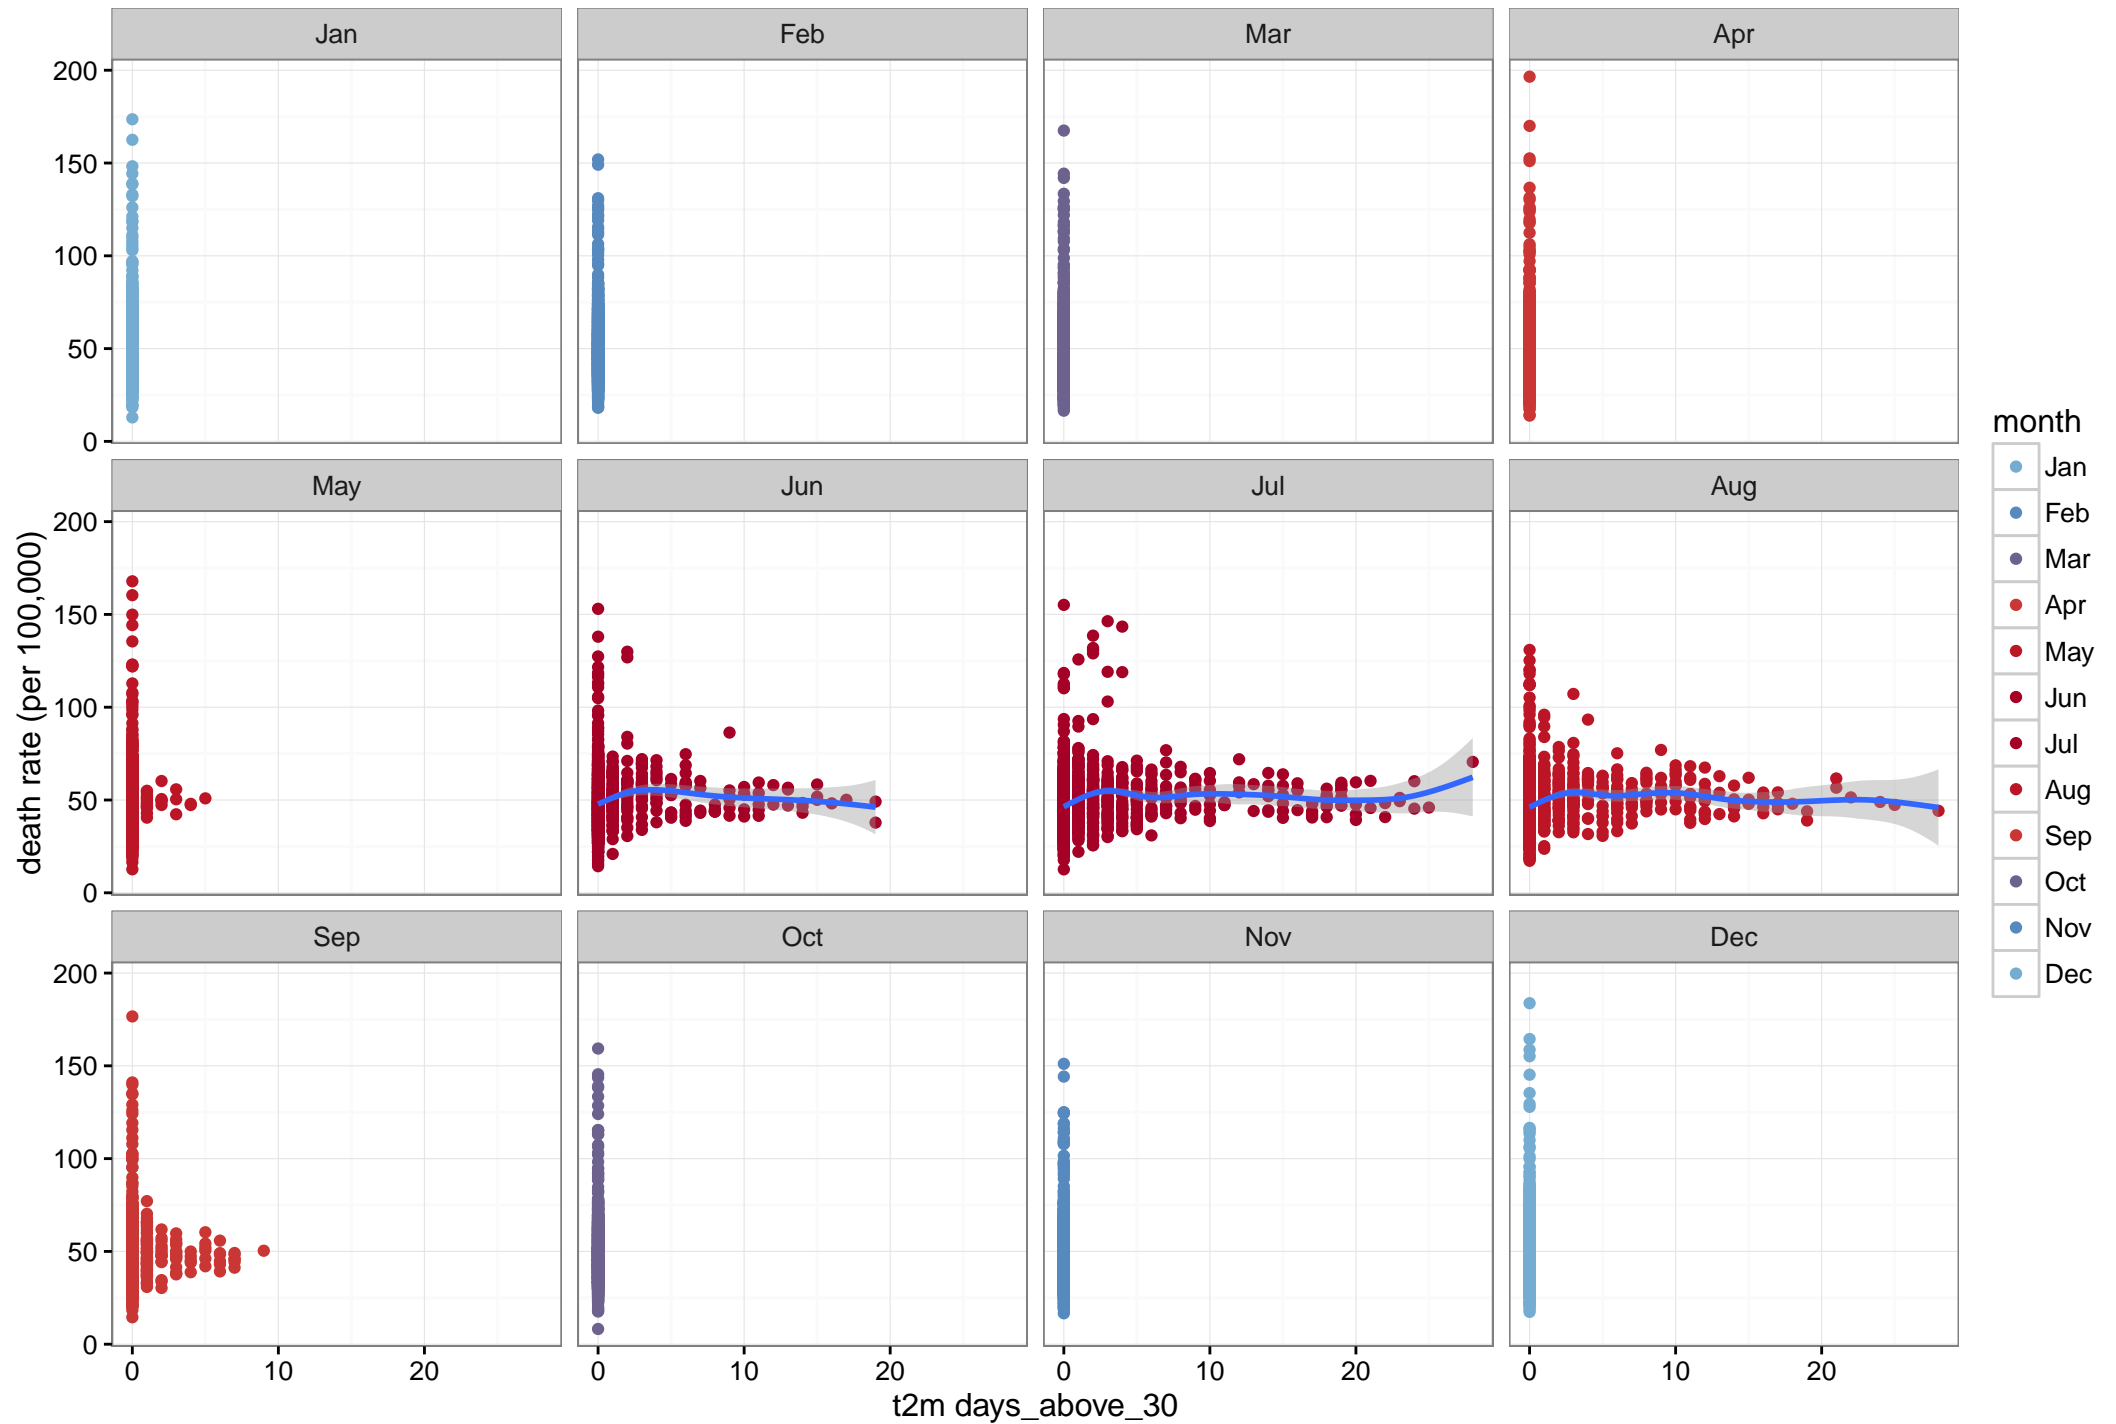 Jan Feb Mar Apr
200
150
100
50
0
May Jun Jul Aug
200
150
100
50
0
Sep Oct Nov Dec
200
150
100
50
0
0 10 20 0 10 20 0 10 20 0 10 20
t2m days_above_30
death rate (per 100,000)
month
Jan
Feb
Mar
Apr
May
Jun
Jul
Aug
Sep
Oct
Nov
Dec